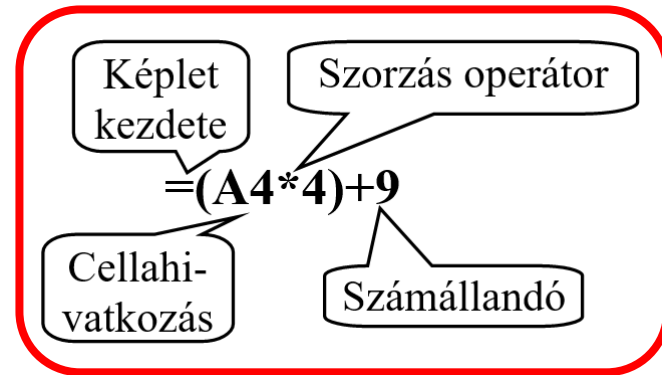 Képlet
kezdete
Szorzás operátor
=(A4*4)+9
Cellahi-
vatkozás
Számállandó